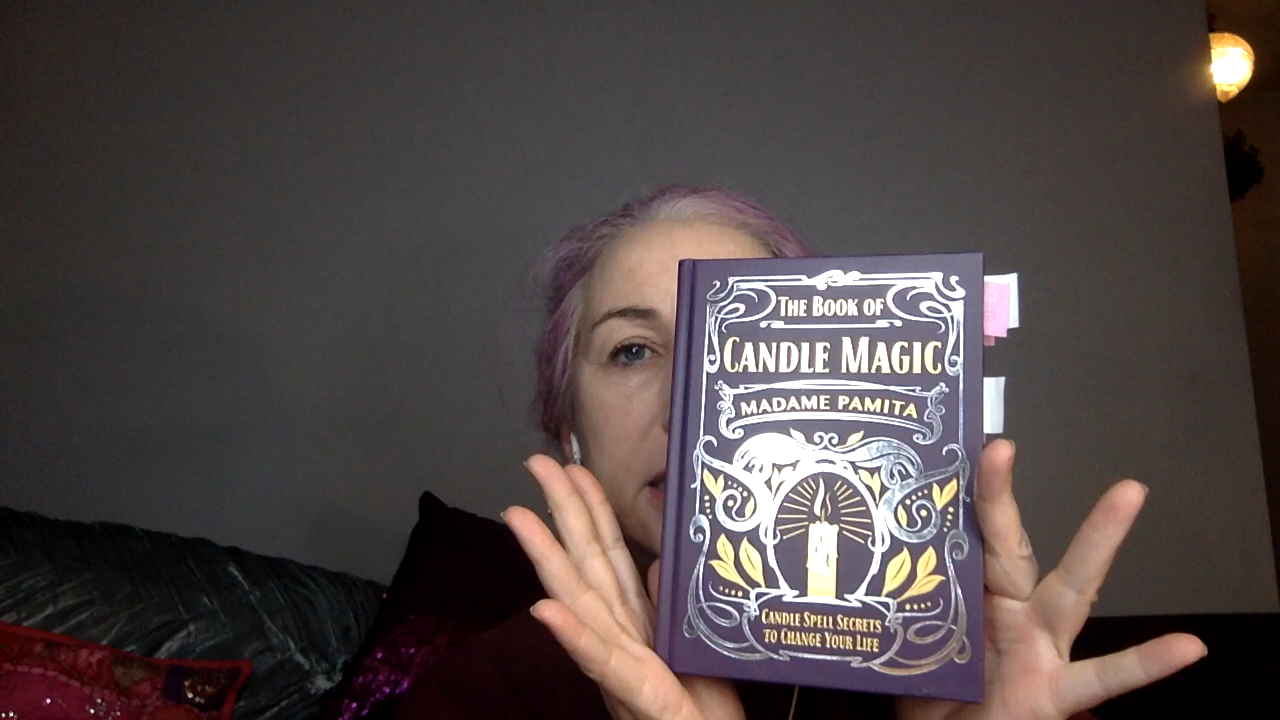 The Book of
Candle Magic
Madame Pamita
Candle Spell Secrets
to Change Your Life